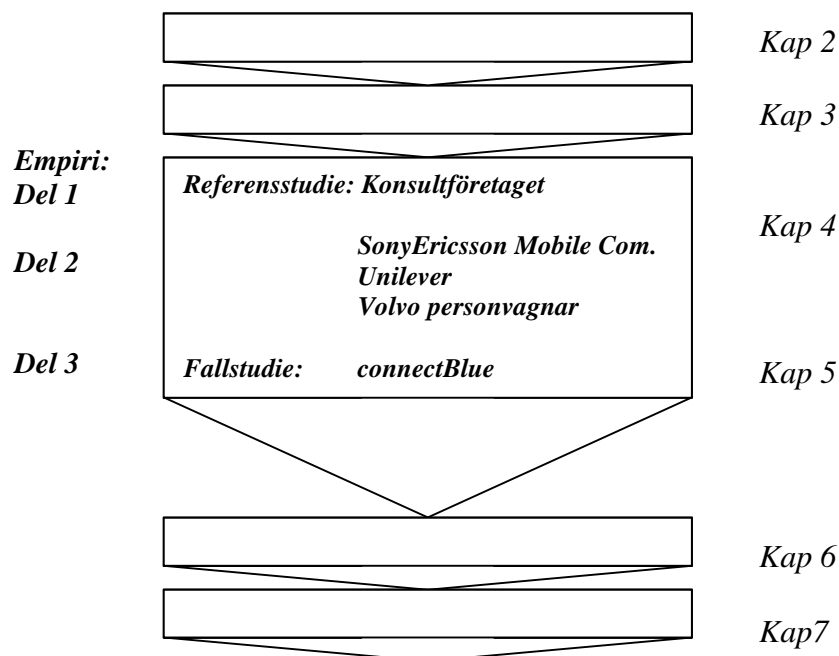 Kap 2
Kap 3
Empiri:
Del 1
Referensstudie: Konsultföretaget
Kap 4
Del 2
SonyEricsson Mobile Com.
Unilever
Volvo personvagnar
Del 3
Fallstudie: connectBlue
Kap 5
Kap 6
Kap7